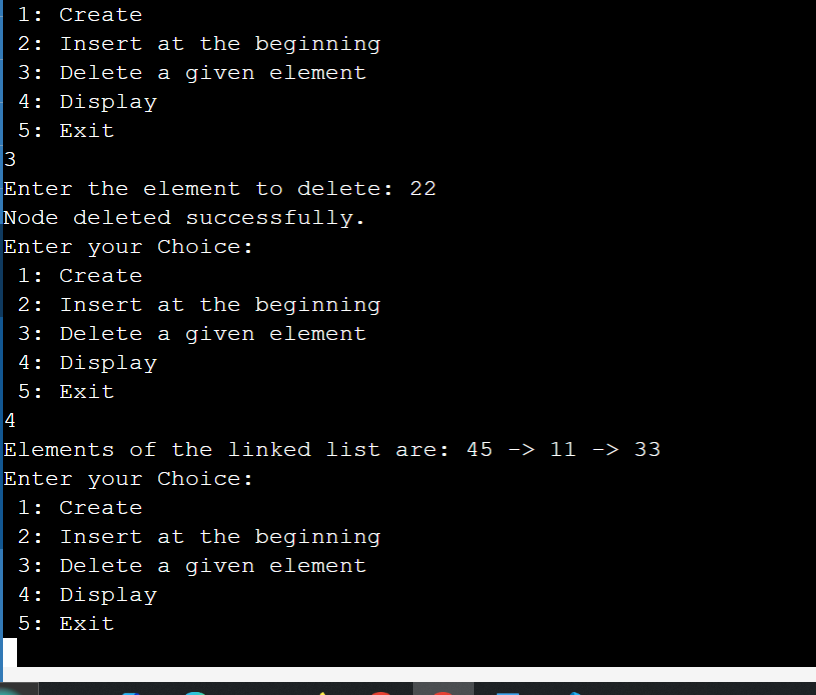 1: Create
2: Insert at the beginning
3: Delete a given element
4: Display
5: Exit
3
Enter the element to delete: 22
Node deleted successfully.
Enter your Choice:
1: Create
2: Insert at the beginning
3: Delete a given element
4: Display
5: Exit
4
Elements of the linked list are: 45 -> 11 -> 33
Enter your Choice:
1: Create
2: Insert at the beginning
3: Delete a given element
4: Display
5: Exit